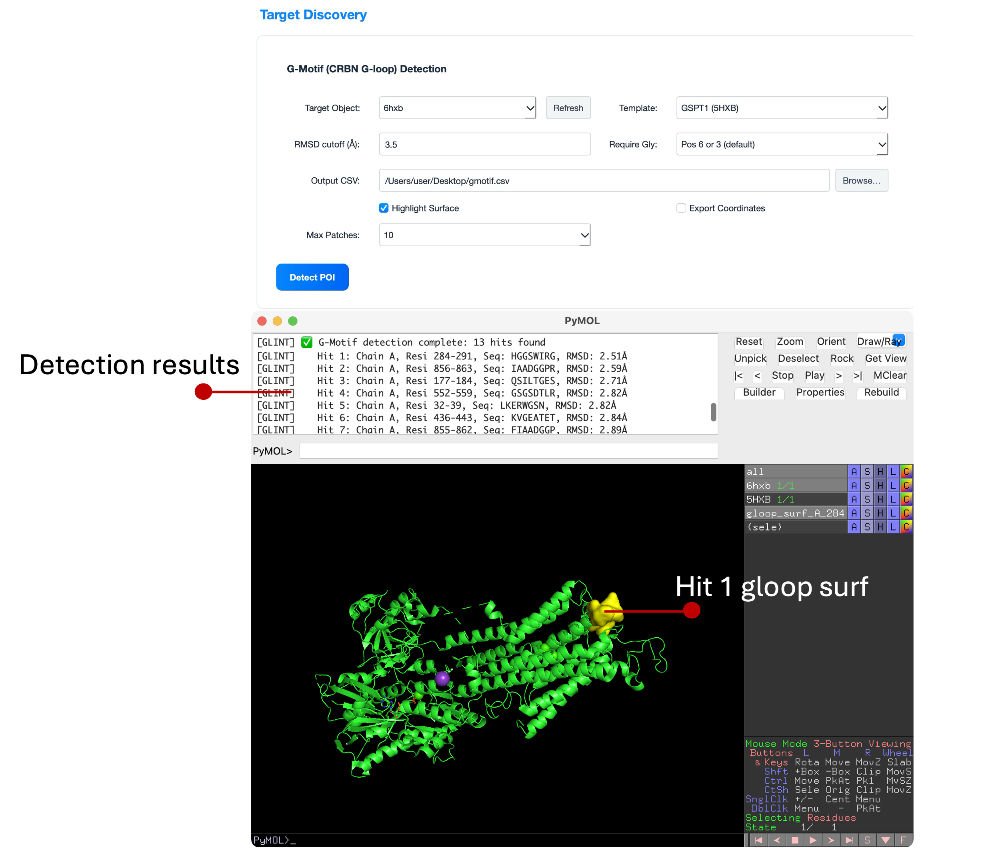 Target Discovery
G-Motif (CRBN G-loop) Detection
Target Object: 6hxb Refresh Template: GSPT1 (5HXB)
RMSD cutoff (Å): 3.5 Require Gly: Pos 6 or 3 (default)
Output CSV: /Users/user/Desktop/gmotif.csv Browse...
Highlight Surface Export Coordinates
Max Patches: 10
Detect POI
PyMOL
[GLINT] ✅ G-Motif detection complete: 13 hits found
[GLINT] Hit 1: Chain A, Resi 284-291, Seq: HGGSWIRG, RMSD: 2.51Å
[GLINT] Hit 2: Chain A, Resi 856-863, Seq: IAADGGPR, RMSD: 2.59Å
[GLINT] Hit 3: Chain A, Resi 177-184, Seq: QSILTGES, RMSD: 2.71Å
[GLINT] Hit 4: Chain A, Resi 552-559, Seq: GSGSDTLR, RMSD: 2.82Å
[GLINT] Hit 5: Chain A, Resi 32-39, Seq: LKERWGSN, RMSD: 2.82Å
[GLINT] Hit 6: Chain A, Resi 436-443, Seq: KVGEATET, RMSD: 2.84Å
[GLINT] Hit 7: Chain A, Resi 855-862, Seq: FIAADGGP, RMSD: 2.89Å
Detection results
Reset Zoom Orient Draw/Ray
Unpick Deselect Rock Get View
|< < Stop Play > >| MClear
Builder Properties Rebuild
PyMOL>
all A S H L C
6hxb 1/1 A S H L C
5HXB 1/1 A S H L C
gloop_surf_A_284 A S H L C
(sele) A S H L C
Hit 1 gloop surf
Mouse Mode 3-Button Viewing
Buttons L M R Wheel
& Keys Rota Move MovZ Slab
Shft +Box -Box Clip MovS
Ctrl Move PkAt Pk1 MvSZ
CtSh Sele Orig Clip MovZ
SnglClk +/- Cent Menu
DblClk Menu - PkAt
Selecting Residues
State 1/ 1
PyMOL>_
S F